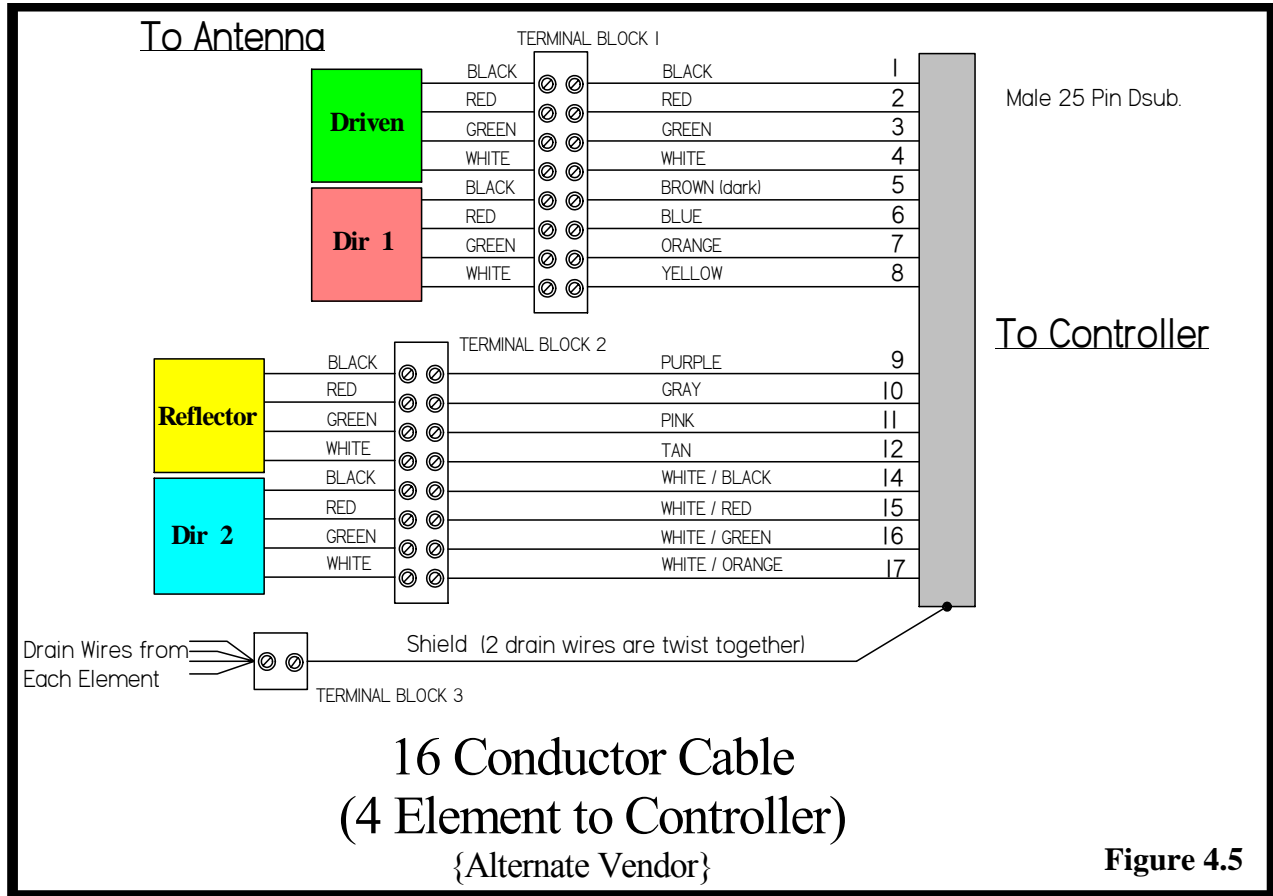 To Antenna
TERMINAL BLOCK 1
BLACK BLACK 1
RED RED 2
GREEN GREEN 3
WHITE WHITE 4
BLACK BROWN (dark) 5
RED BLUE 6
GREEN ORANGE 7
WHITE YELLOW 8
Driven
Dir 1
Male 25 Pin Dsub.
To Controller
TERMINAL BLOCK 2
BLACK PURPLE 9
RED GRAY 10
GREEN PINK 11
WHITE TAN 12
BLACK WHITE / BLACK 14
RED WHITE / RED 15
GREEN WHITE / GREEN 16
WHITE WHITE / ORANGE 17
Reflector
Dir 2
Drain Wires from
Each Element
Shield (2 drain wires are twist together)
TERMINAL BLOCK 3
16 Conductor Cable
(4 Element to Controller)
{Alternate Vendor}
Figure 4.5